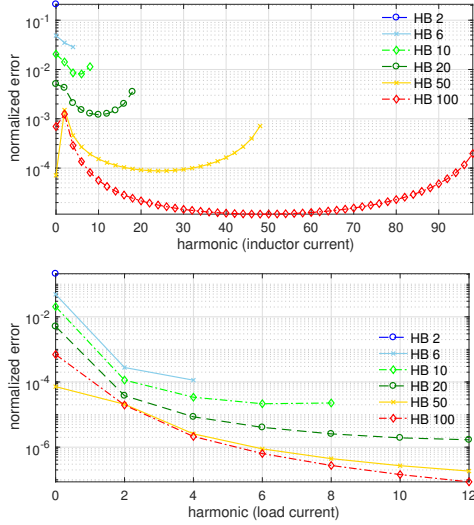 10^-1
10^-2
10^-3
10^-4
normalized error
0 10 20 30 40 50 60 70 80 90
harmonic (inductor current)
HB 2
HB 6
HB 10
HB 20
HB 50
HB 100
10^-2
10^-4
10^-6
normalized error
0 2 4 6 8 10 12
harmonic (load current)
HB 2
HB 6
HB 10
HB 20
HB 50
HB 100